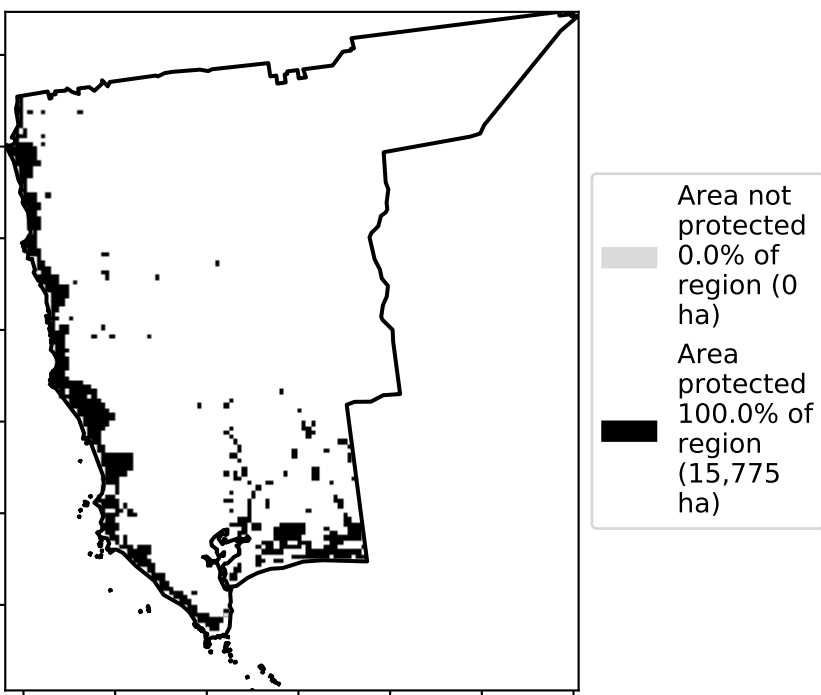 Area not
protected
0.0% of
region (0
ha)
Area
protected
100.0% of
region
(15,775
ha)